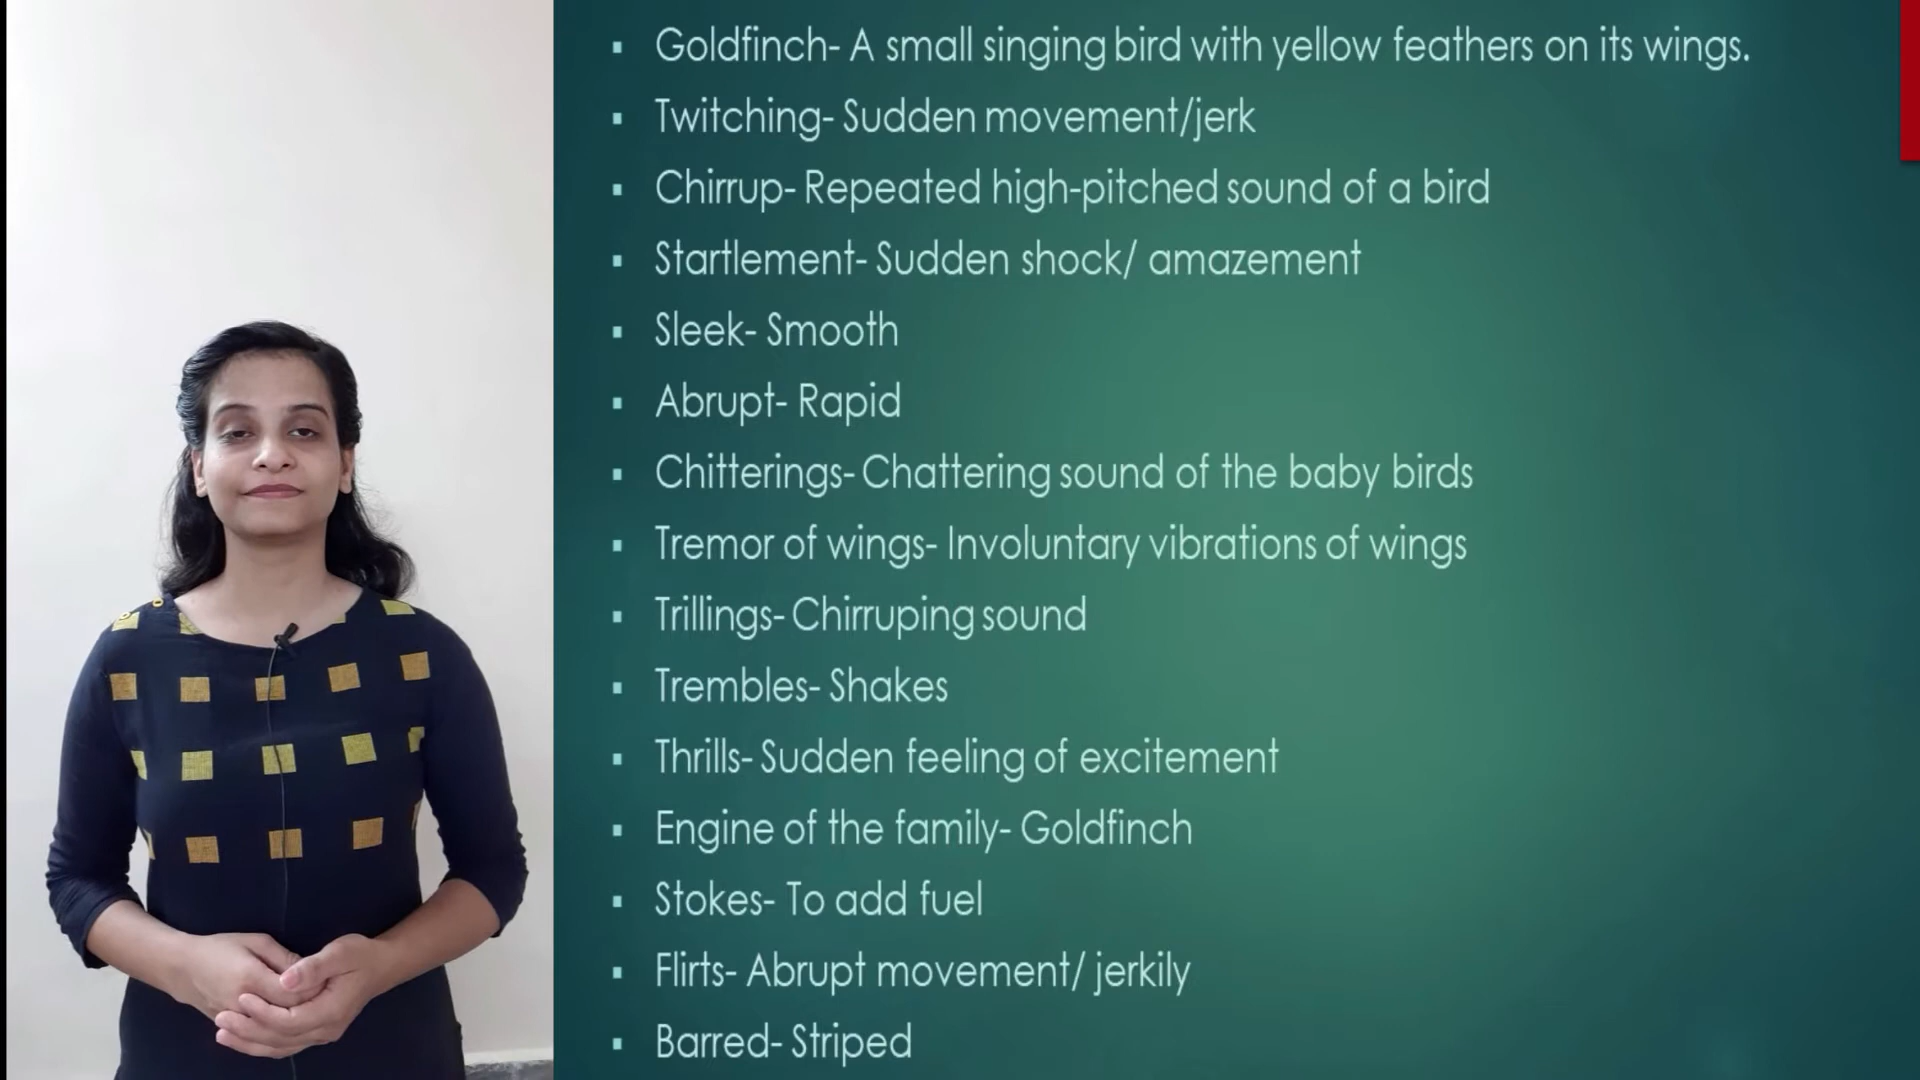 Goldfinch- A small singing bird with yellow feathers on its wings.
Twitching- Sudden movement/jerk
Chirrup- Repeated high-pitched sound of a bird
Startlement- Sudden shock/ amazement
Sleek- Smooth
Abrupt- Rapid
Chitterings- Chattering sound of the baby birds
Tremor of wings- Involuntary vibrations of wings
Trillings- Chirruping sound
Trembles- Shakes
Thrills- Sudden feeling of excitement
Engine of the family- Goldfinch
Stokes- To add fuel
Flirts- Abrupt movement/ jerkily
Barred- Striped